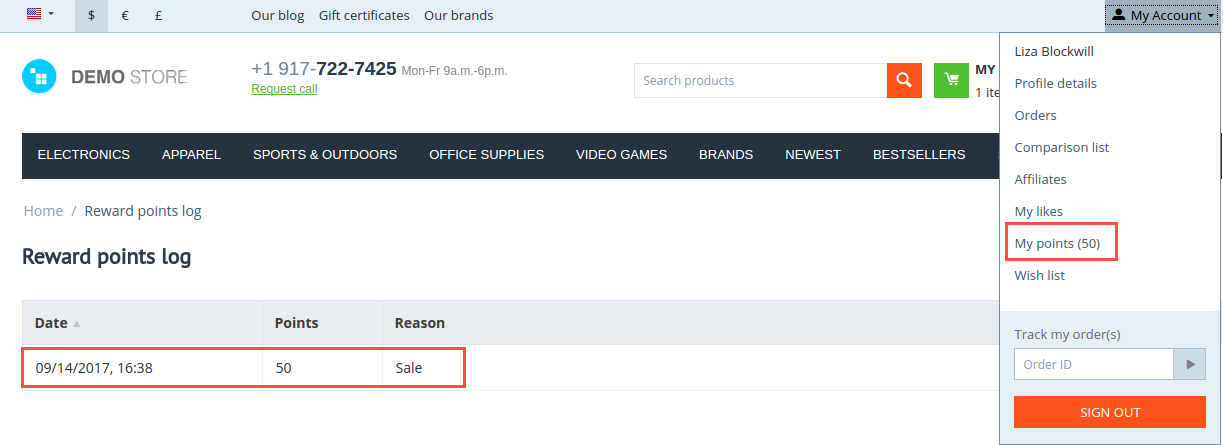 $ € £ Our blog Gift certificates Our brands My Account
DEMO STORE
+1 917-722-7425 Mon-Fr 9a.m.-6p.m.
Request call
Search products
MY
1 ite
ELECTRONICS APPAREL SPORTS & OUTDOORS OFFICE SUPPLIES VIDEO GAMES BRANDS NEWEST BESTSELLERS
Home / Reward points log
Reward points log
Date Points Reason
09/14/2017, 16:38 50 Sale
Liza Blockwill
Profile details
Orders
Comparison list
Affiliates
My likes
My points (50)
Wish list
Track my order(s)
Order ID
SIGN OUT